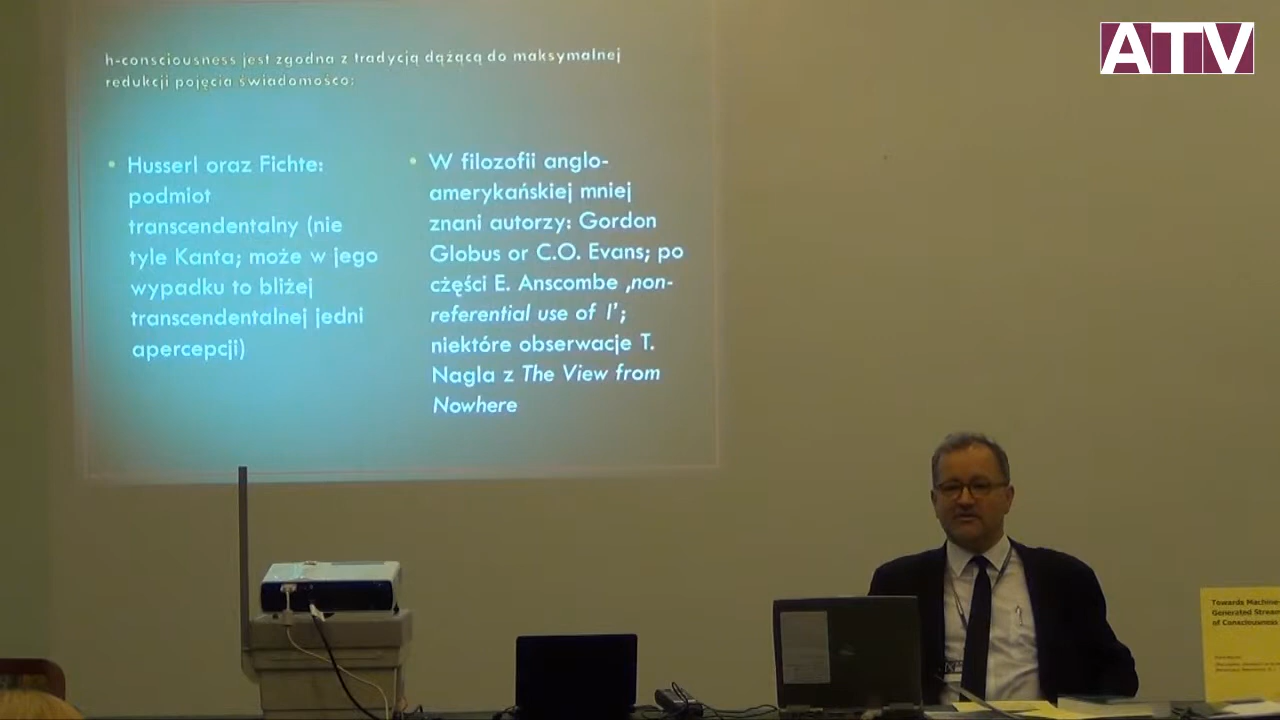 ATV
h-consciousness jest zgodna z tradycją dążącą do maksymalnej
redukcji pojęcia świadomośco:
• Husserl oraz Fichte:
podmiot
transcendentalny (nie
tyle Kanta; może w jego
wypadku to bliżej
transcendentalnej jedni
apercepcji)
• W filozofii anglo-
amerykańskiej mniej
znani autorzy: Gordon
Globus or C.O. Evans; po
części E. Anscombe ‚non-
referential use of I’;
niektóre obserwacje T.
Nagla z The View from
Nowhere
Towards Machine
Generated Stream
of Consciousness